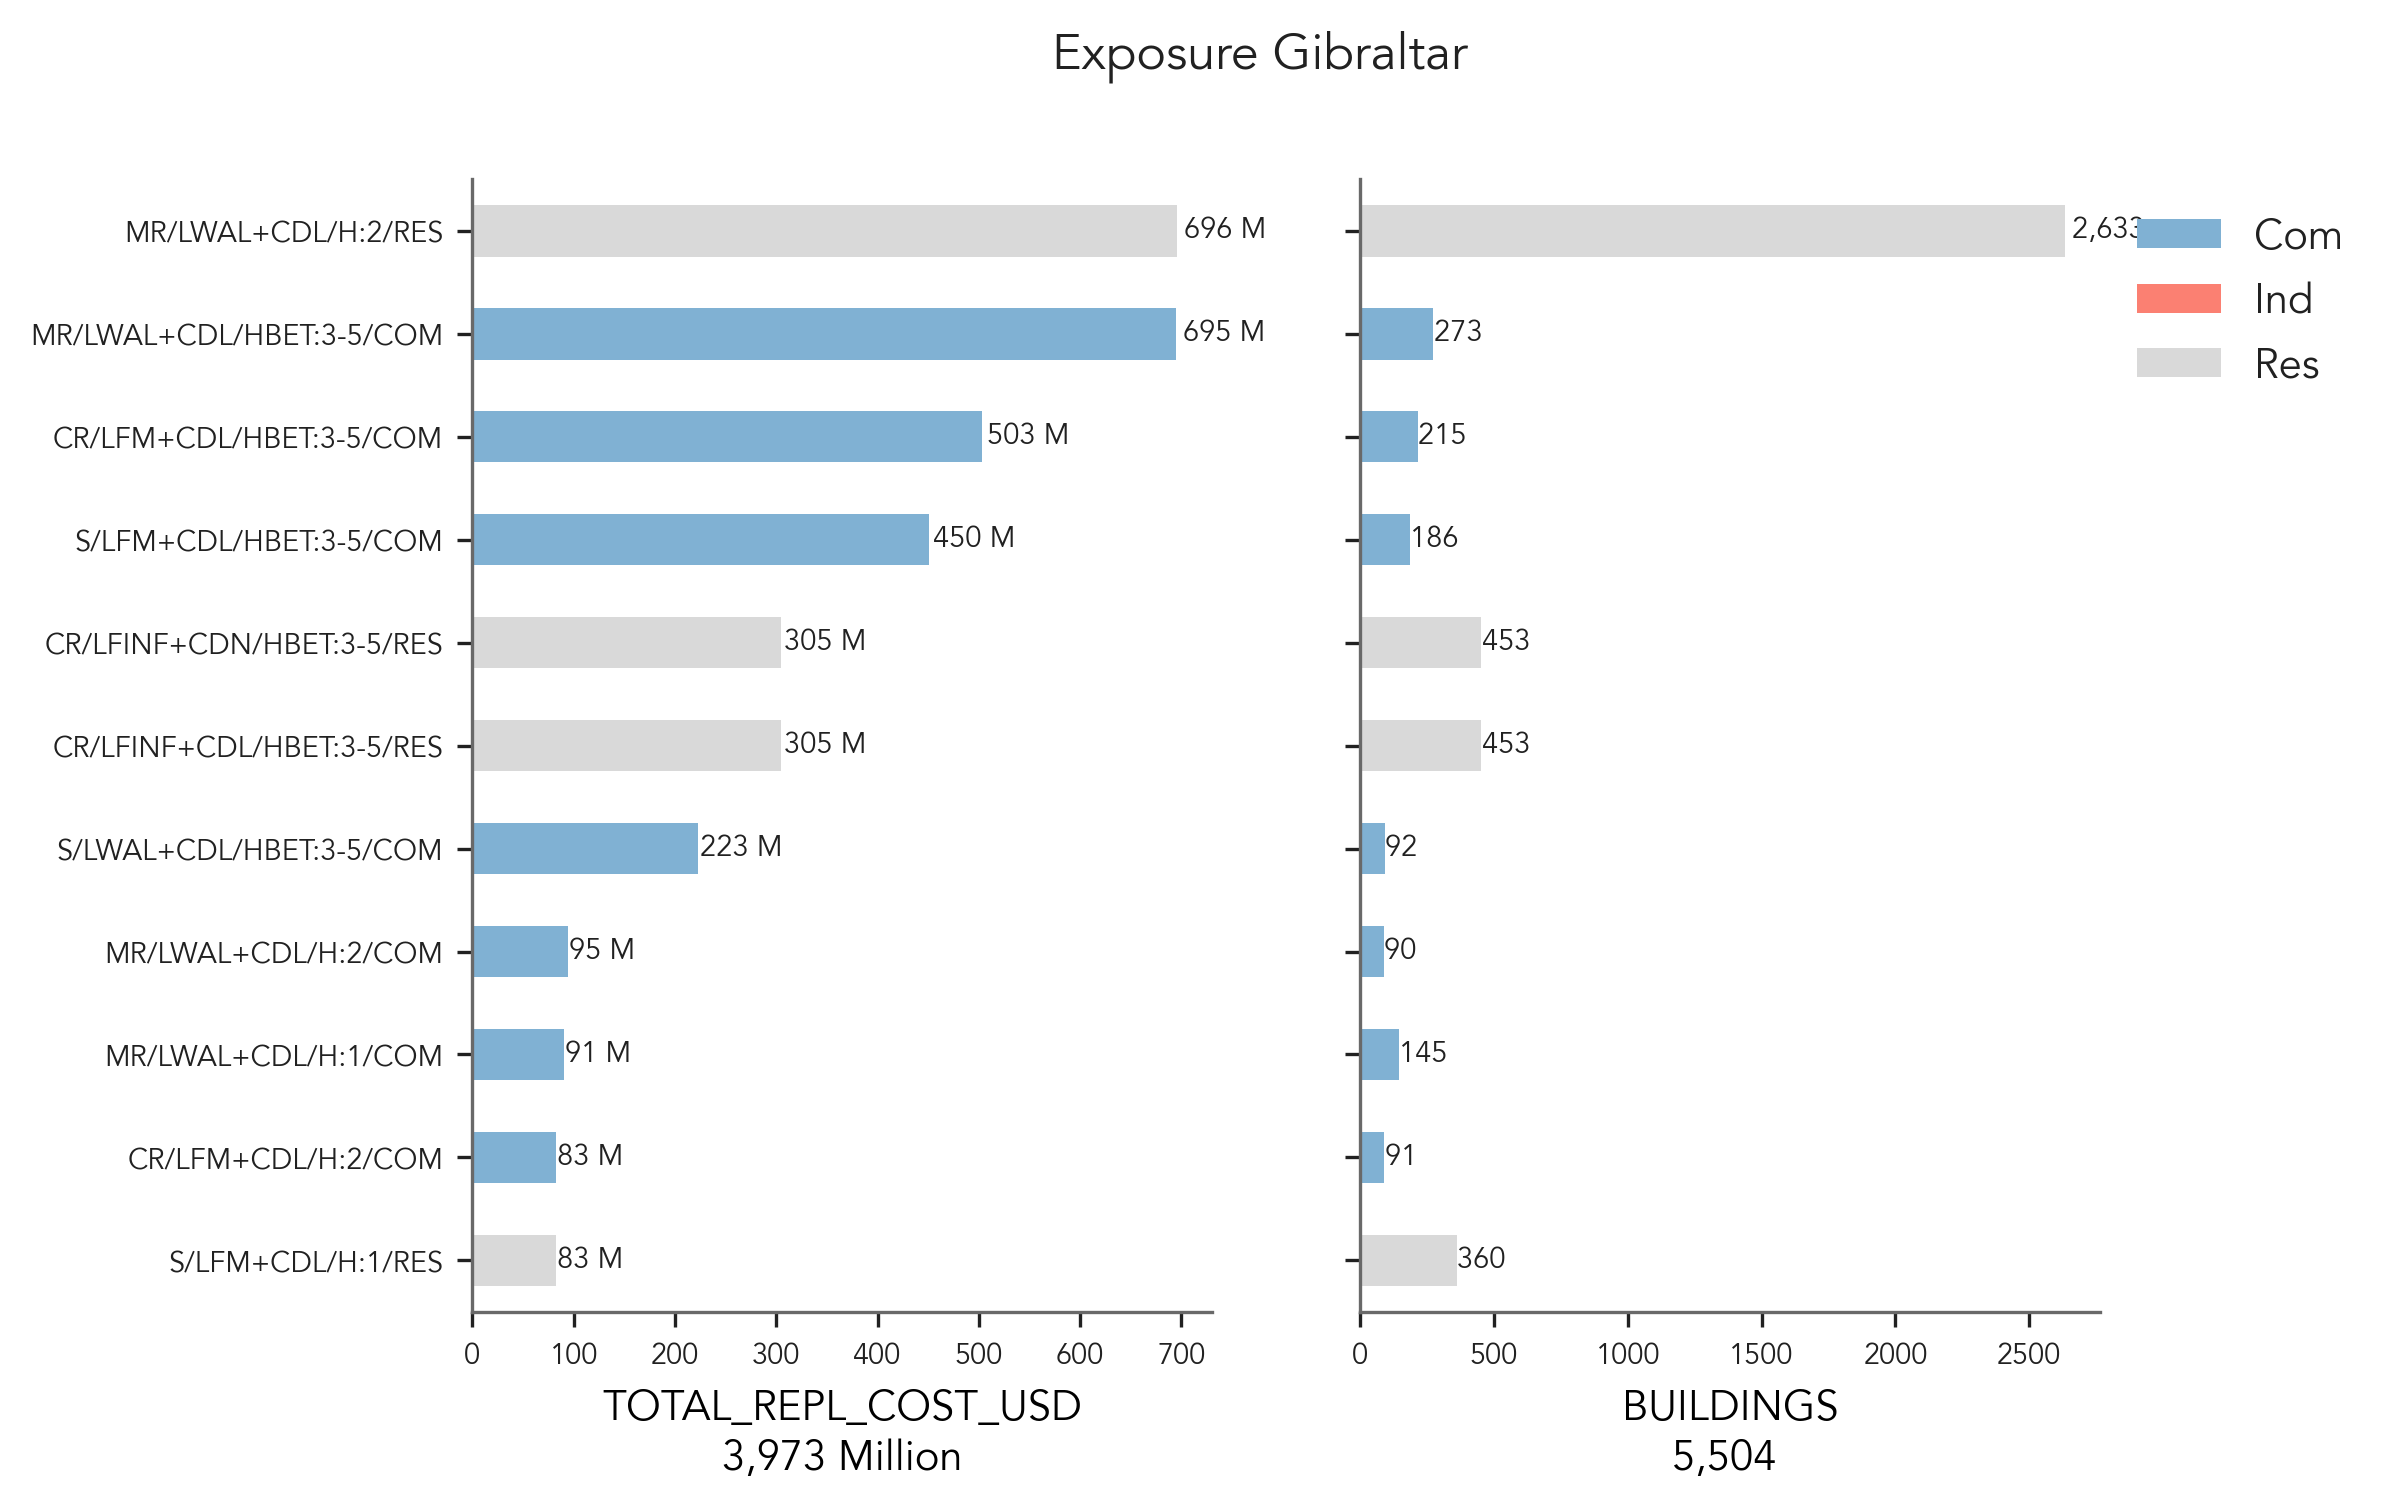 Exposure Gibraltar
MR/LWAL+CDL/H:2/RES
696 M
2,633
MR/LWAL+CDL/HBET:3-5/COM
695 M
273
CR/LFM+CDL/HBET:3-5/COM
503 M
215
S/LFM+CDL/HBET:3-5/COM
450 M
186
CR/LFINF+CDN/HBET:3-5/RES
305 M
453
CR/LFINF+CDL/HBET:3-5/RES
305 M
453
S/LWAL+CDL/HBET:3-5/COM
223 M
92
MR/LWAL+CDL/H:2/COM
95 M
90
MR/LWAL+CDL/H:1/COM
91 M
145
CR/LFM+CDL/H:2/COM
83 M
91
S/LFM+CDL/H:1/RES
83 M
360
Com
Ind
Res
0 100 200 300 400 500 600 700
TOTAL_REPL_COST_USD
3,973 Million
0 500 1000 1500 2000 2500
BUILDINGS
5,504